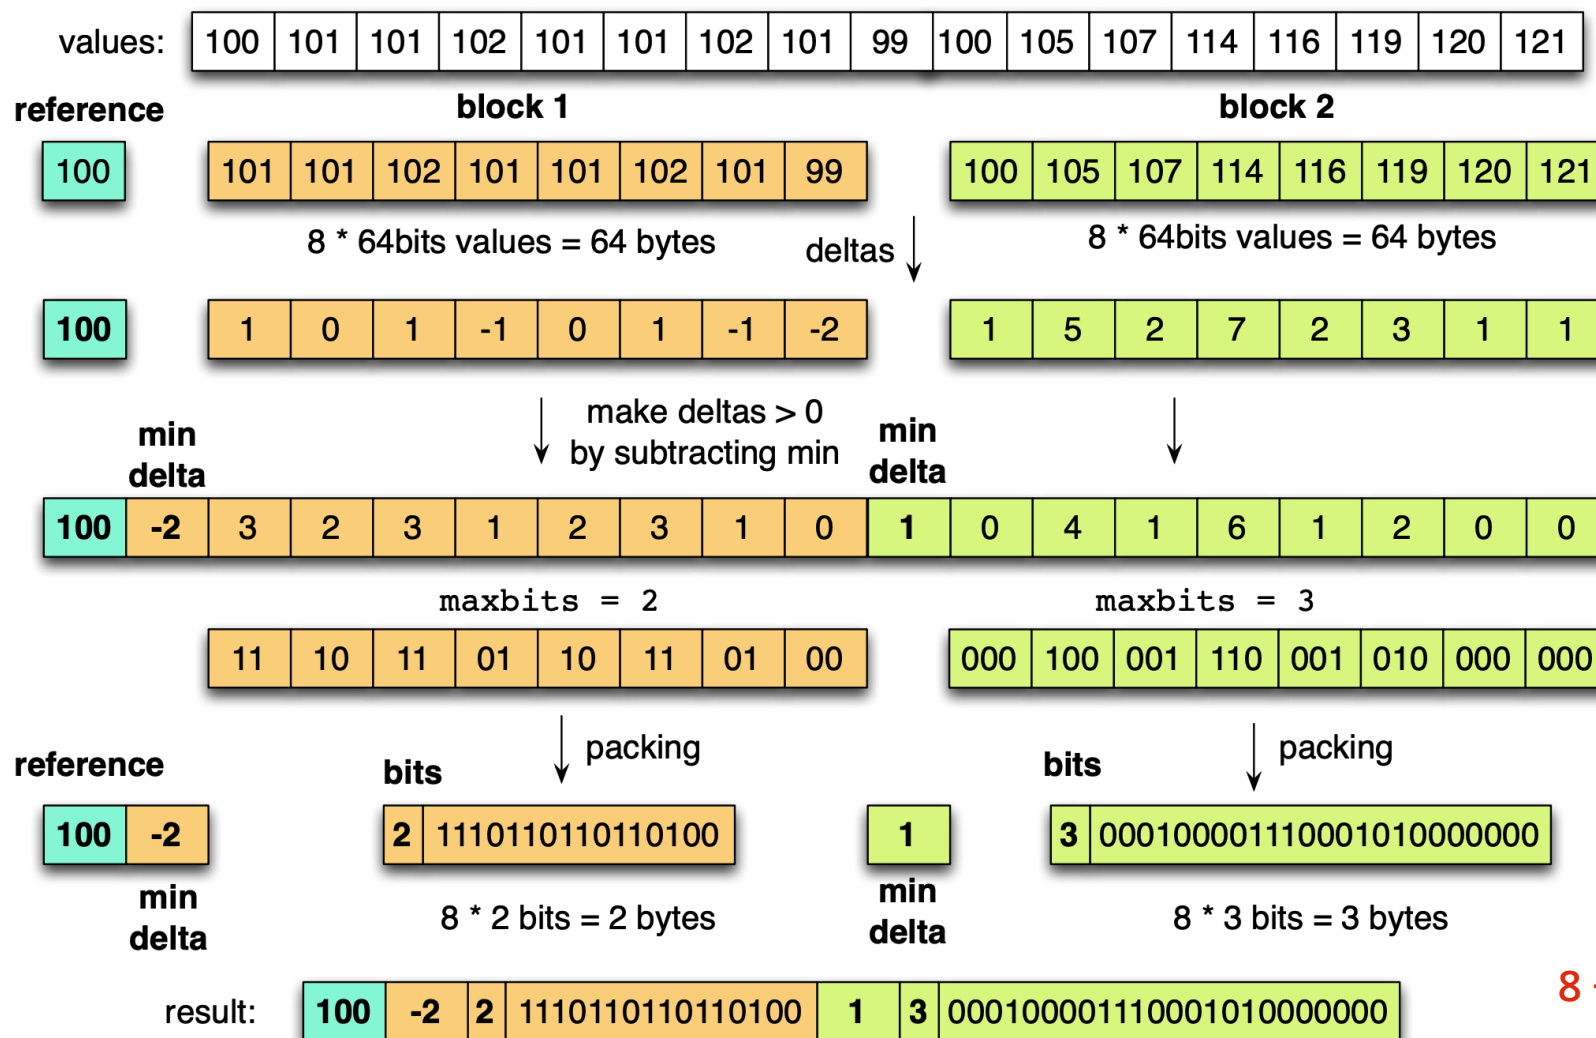 values: 100 101 101 102 101 101 102 101 99 100 105 107 114 116 119 120 121
reference block 1 block 2
100 101 101 102 101 101 102 101 99 100 105 107 114 116 119 120 121
8 * 64bits values = 64 bytes deltas 8 * 64bits values = 64 bytes
100 1 0 1 -1 0 1 -1 -2 1 5 2 7 2 3 1 1
make deltas > 0
by subtracting min
min
delta
min
delta
100 -2 3 2 3 1 2 3 1 0 1 0 4 1 6 1 2 0 0
maxbits = 2 maxbits = 3
11 10 11 01 10 11 01 00 000 100 001 110 001 010 000 000
packing packing
reference bits bits
100 -2 2 1110110110110100 1 3 000100001110001010000000
min
delta
8 * 2 bits = 2 bytes
min
delta
8 * 3 bits = 3 bytes
8
result: 100 -2 2 1110110110110100 1 3 000100001110001010000000